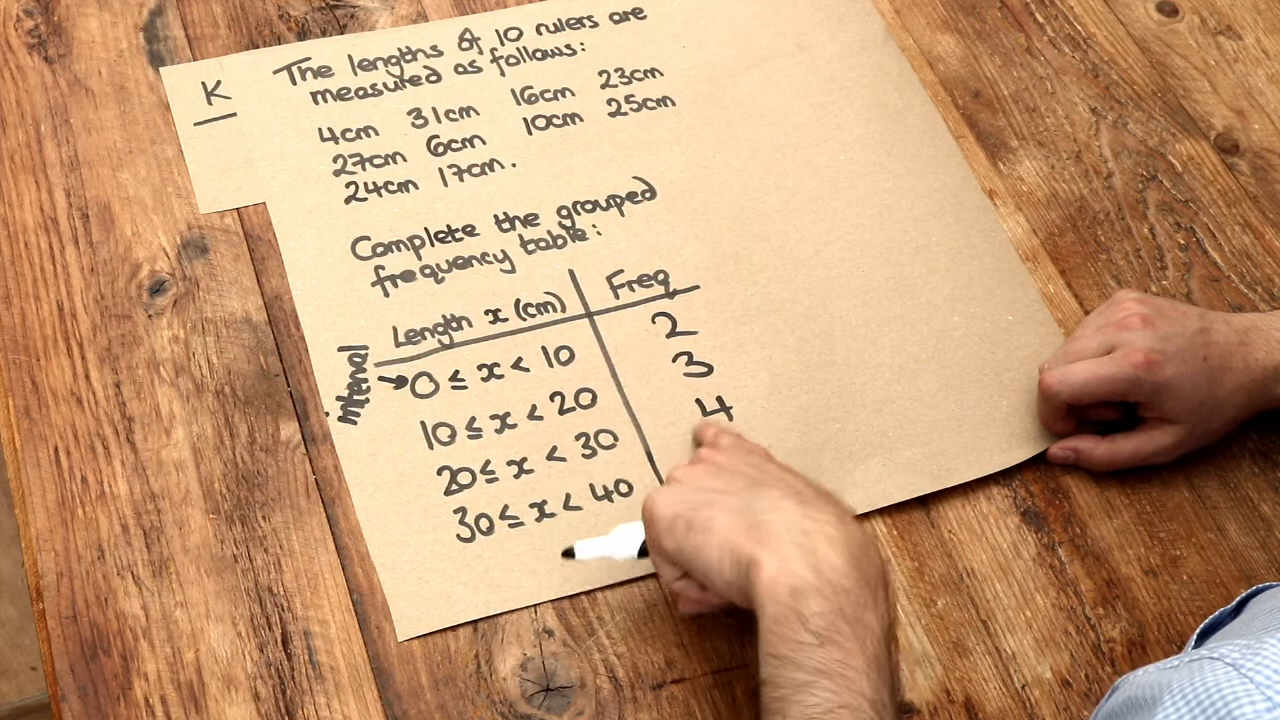 K
The lengths of 10 rulers are
measured as follows:
4cm 31cm 16cm 23cm
27cm 6cm 10cm 25cm
24cm 17cm.
Complete the grouped
frequency table:
Length x (cm) Freq
interval
0 ≤ x < 10 2
10 ≤ x < 20 3
20 ≤ x < 30 4
30 ≤ x < 40